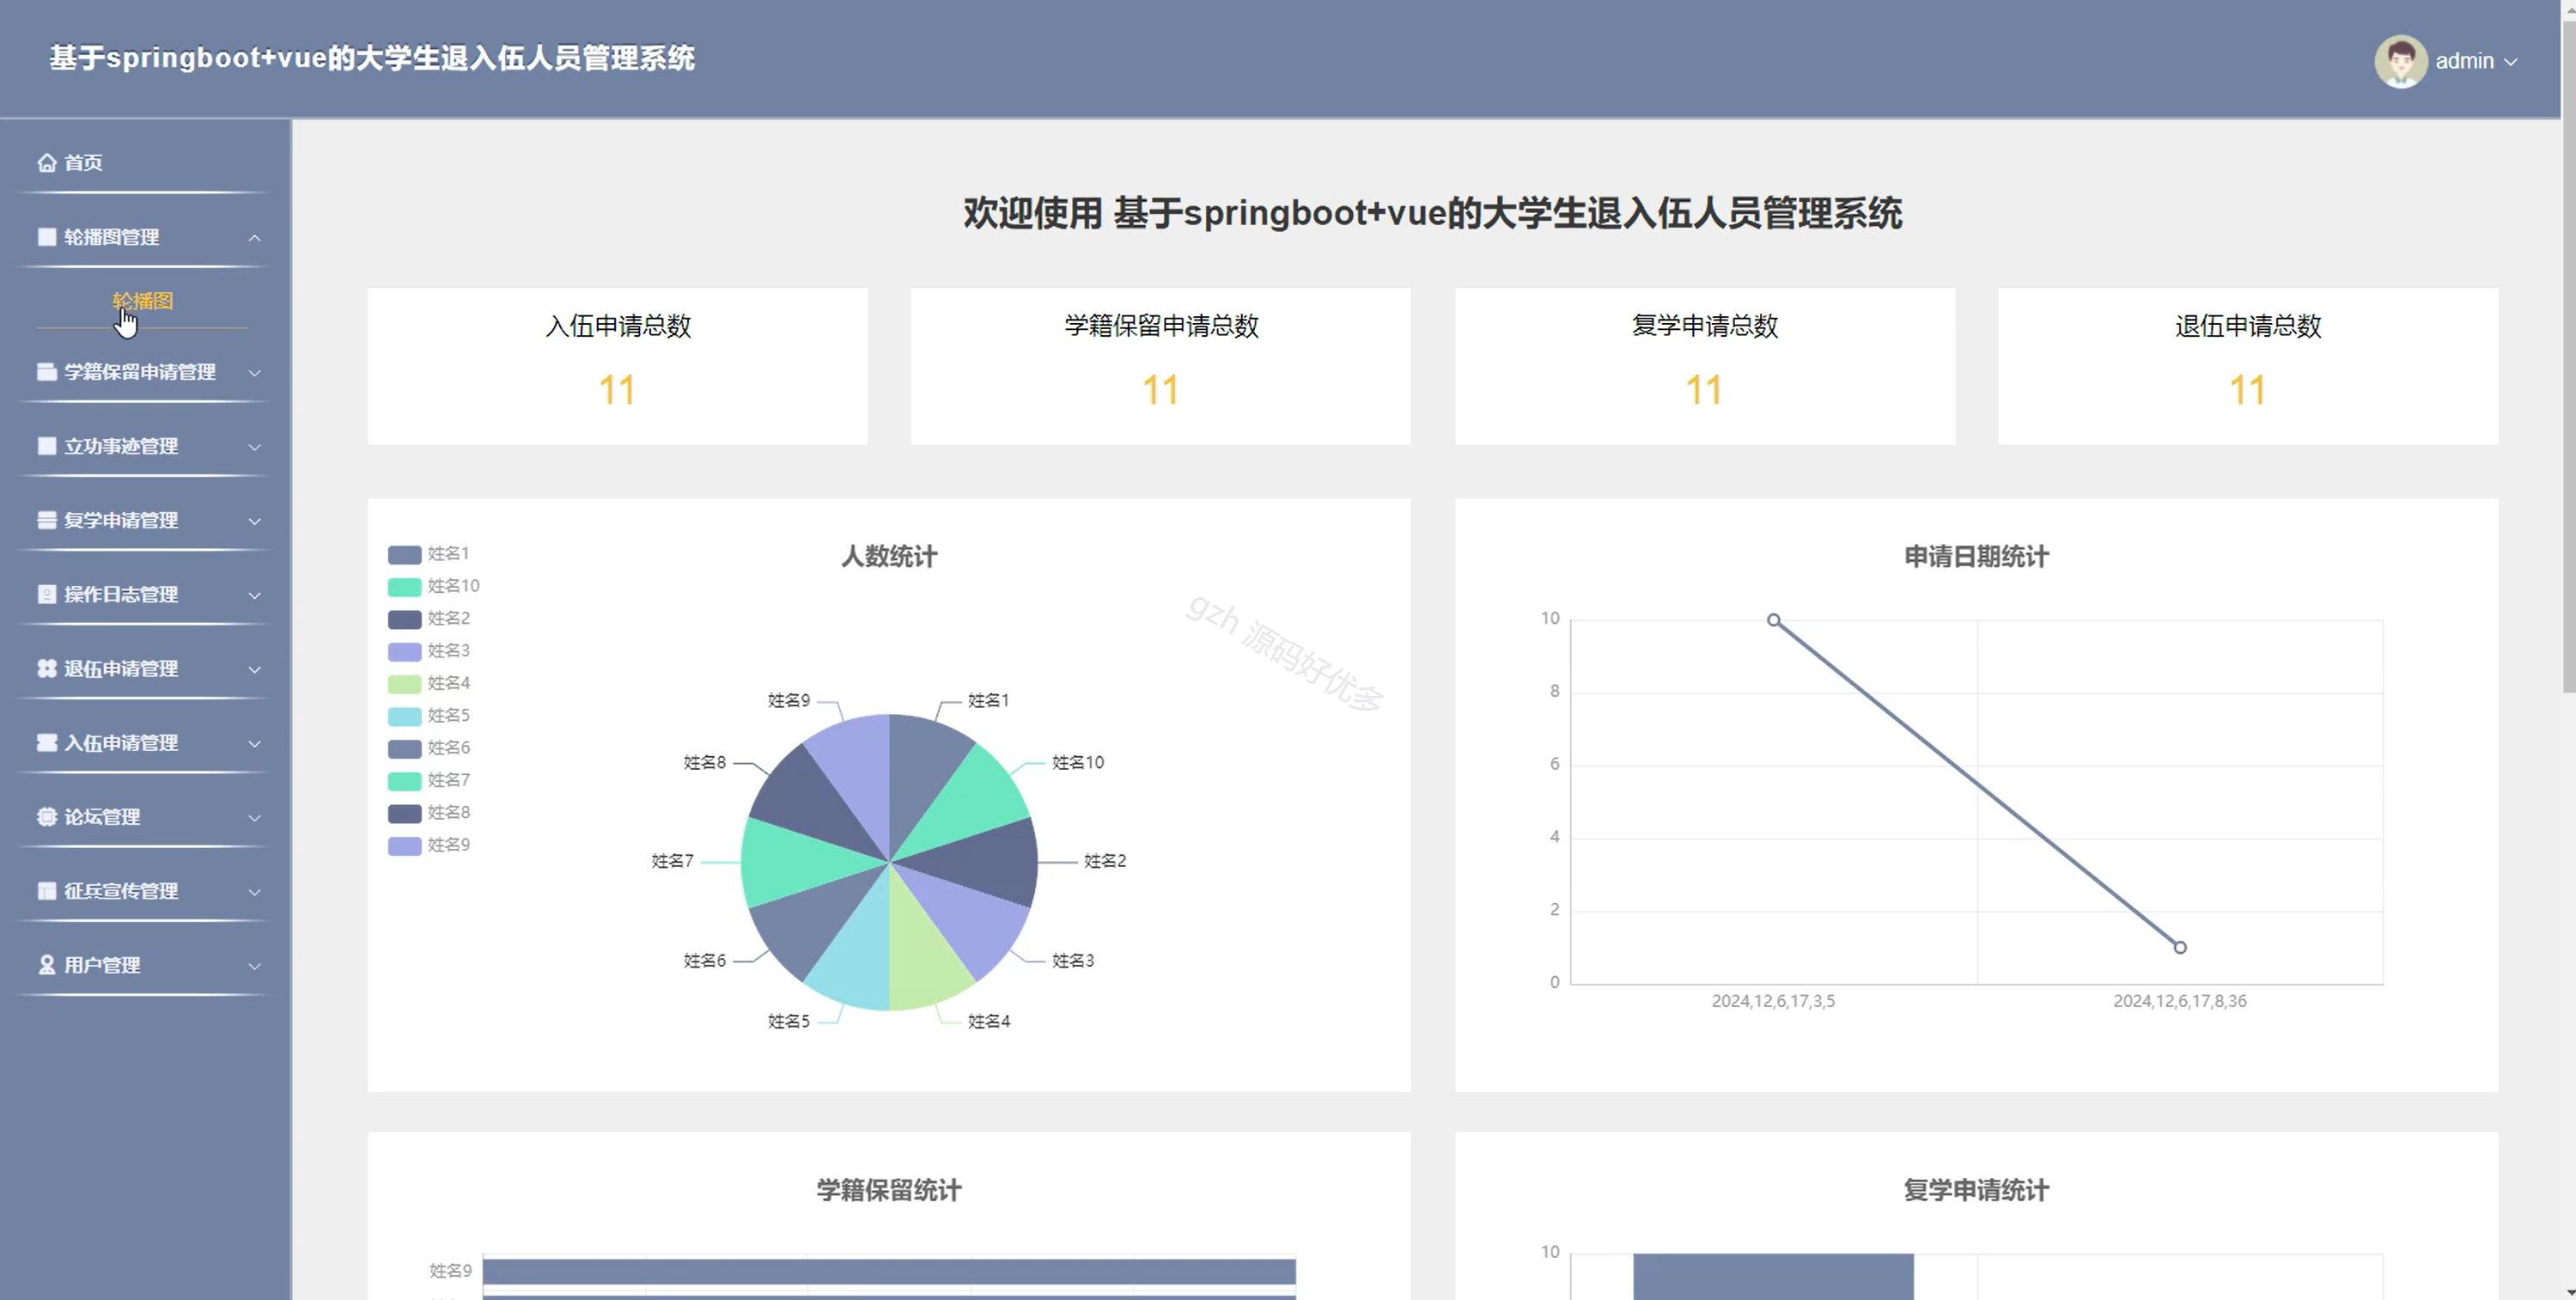 基于springboot+vue的大学生退入伍人员管理系统
admin
首页
轮播图管理
轮播图
学籍保留申请管理
立功事迹管理
复学申请管理
操作日志管理
退伍申请管理
入伍申请管理
论坛管理
征兵宣传管理
用户管理
欢迎使用 基于springboot+vue的大学生退入伍人员管理系统
入伍申请总数
11
学籍保留申请总数
11
复学申请总数
11
退伍申请总数
11
人数统计
姓名1
姓名10
姓名2
姓名3
姓名4
姓名5
姓名6
姓名7
姓名8
姓名9
姓名9
姓名1
姓名8
姓名10
姓名7
姓名2
姓名6
姓名3
姓名5
姓名4
gzh 源码好优多
申请日期统计
10
8
6
4
2
0
2024,12,6,17,3,5
2024,12,6,17,8,36
学籍保留统计
姓名9
复学申请统计
10